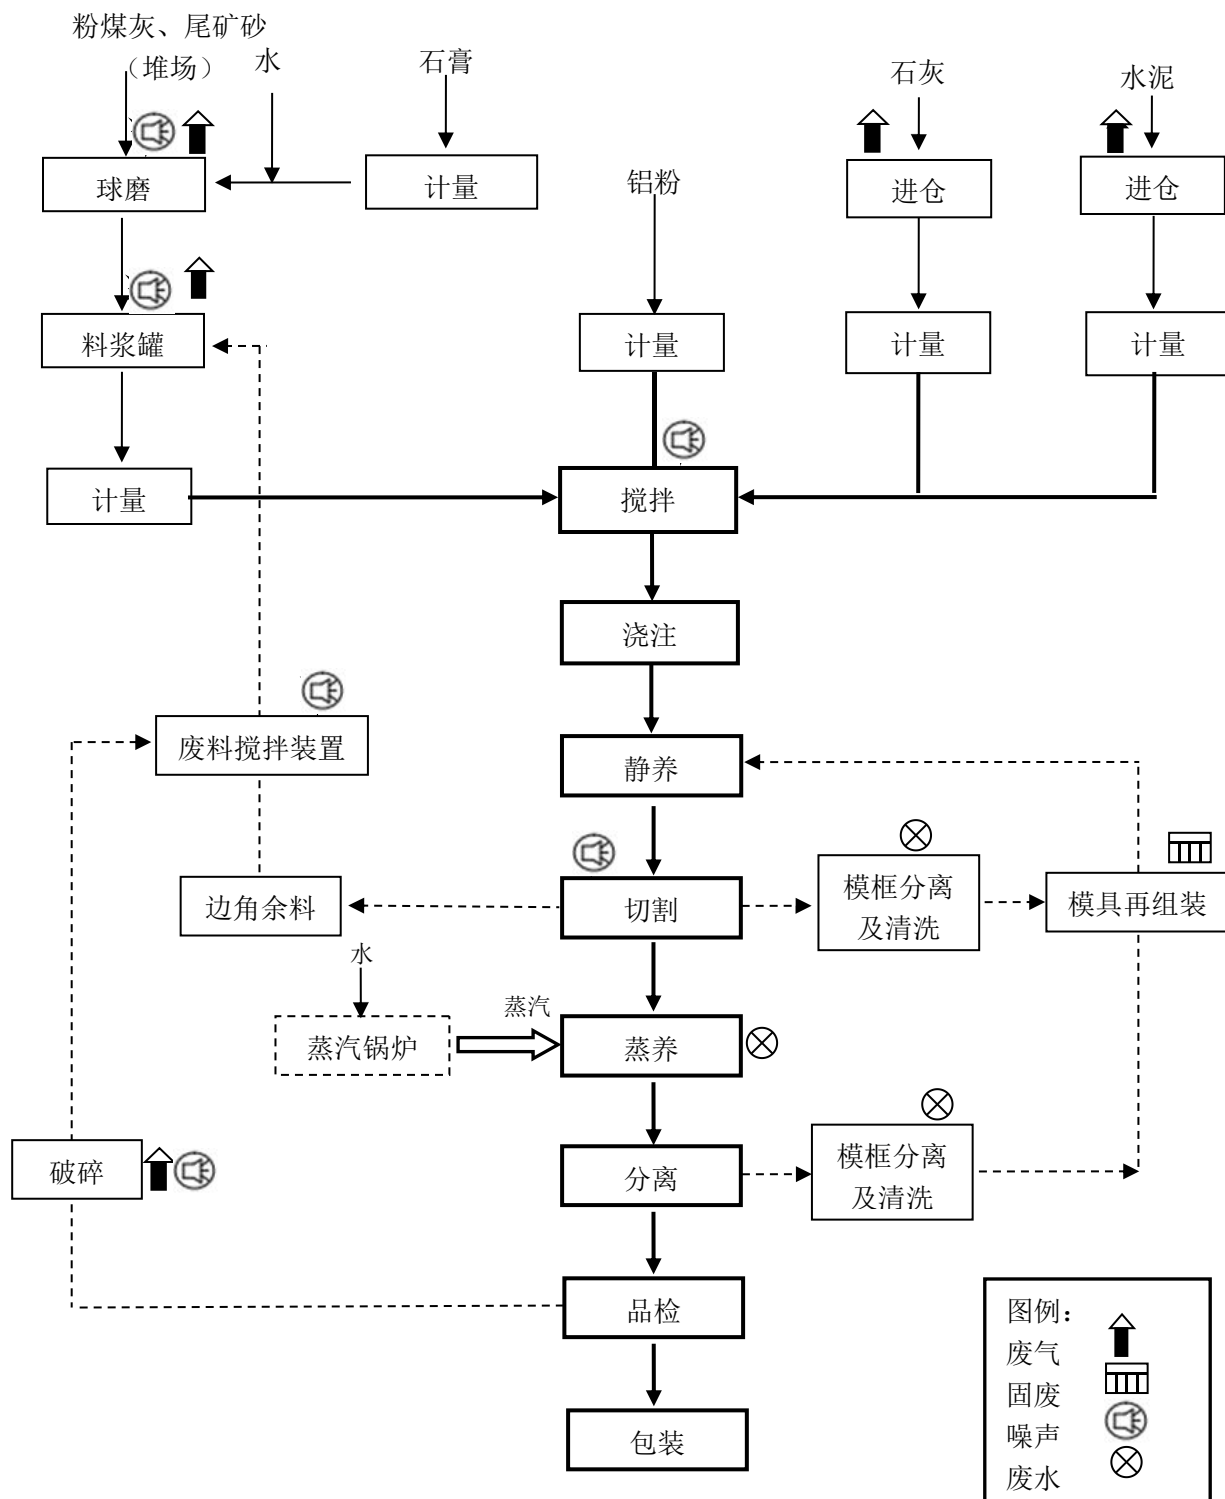 粉煤灰、尾矿砂
（堆场）
水
石膏
石灰
水泥
球磨
计量
铝粉
进仓
进仓
料浆罐
计量
计量
计量
计量
搅拌
浇注
废料搅拌装置
静养
边角余料
切割
模框分离
及清洗
模具再组装
水
蒸汽
蒸汽锅炉
蒸养
破碎
分离
模框分离
及清洗
品检
包装
图例：
废气
固废
噪声
废水